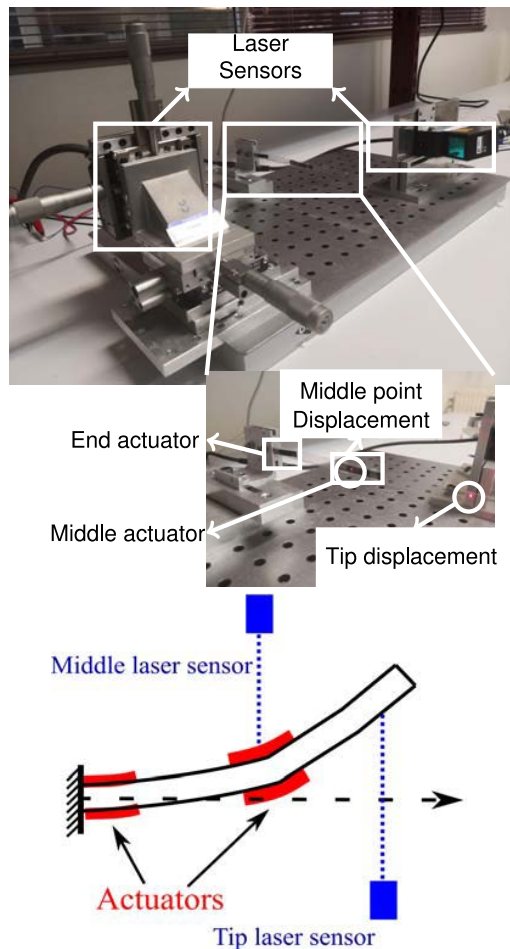 Laser
Sensors
Middle point
Displacement
End actuator
Middle actuator
Tip displacement
Middle laser sensor
Actuators
Tip laser sensor